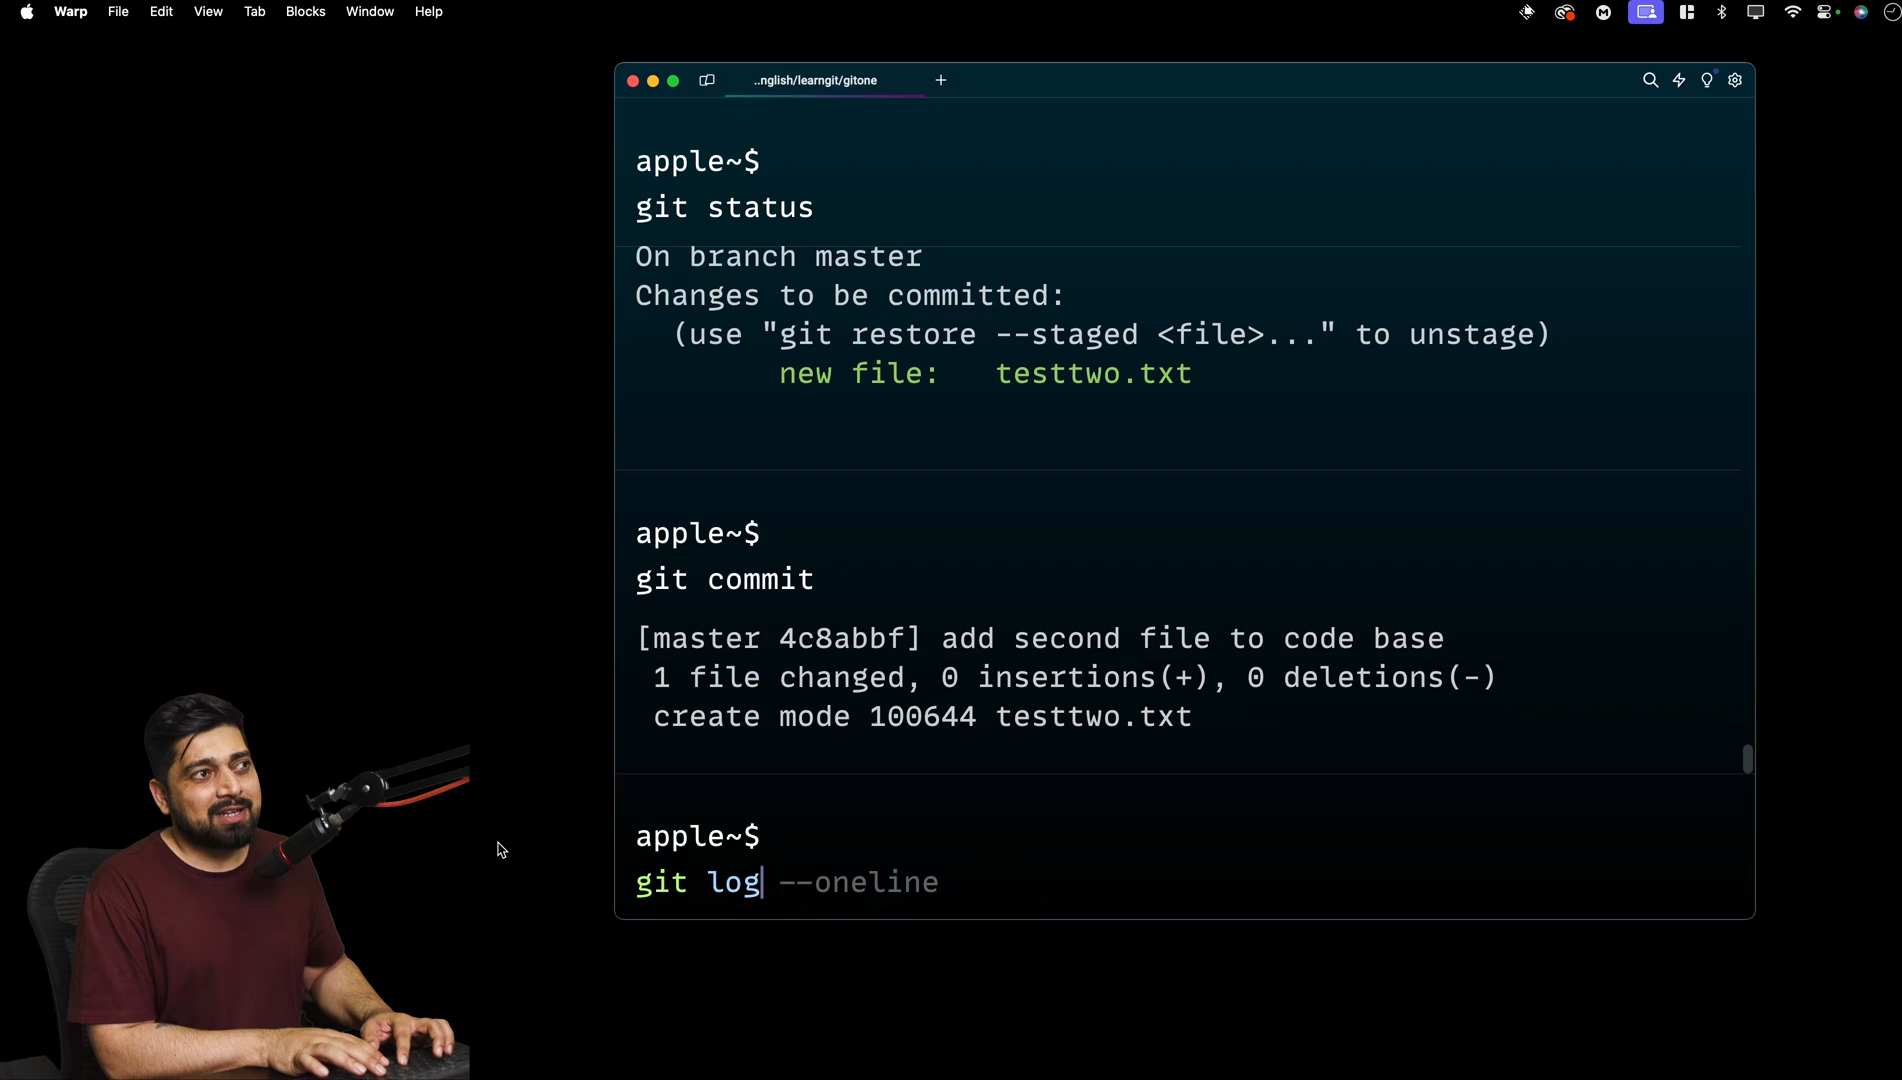 Warp File Edit View Tab Blocks Window Help
..nglish/learngit/gitone
apple~$
git status
On branch master
Changes to be committed:
(use "git restore --staged <file>..." to unstage)
new file: testtwo.txt
apple~$
git commit
[master 4c8abbf] add second file to code base
1 file changed, 0 insertions(+), 0 deletions(-)
create mode 100644 testtwo.txt
apple~$
git log --oneline